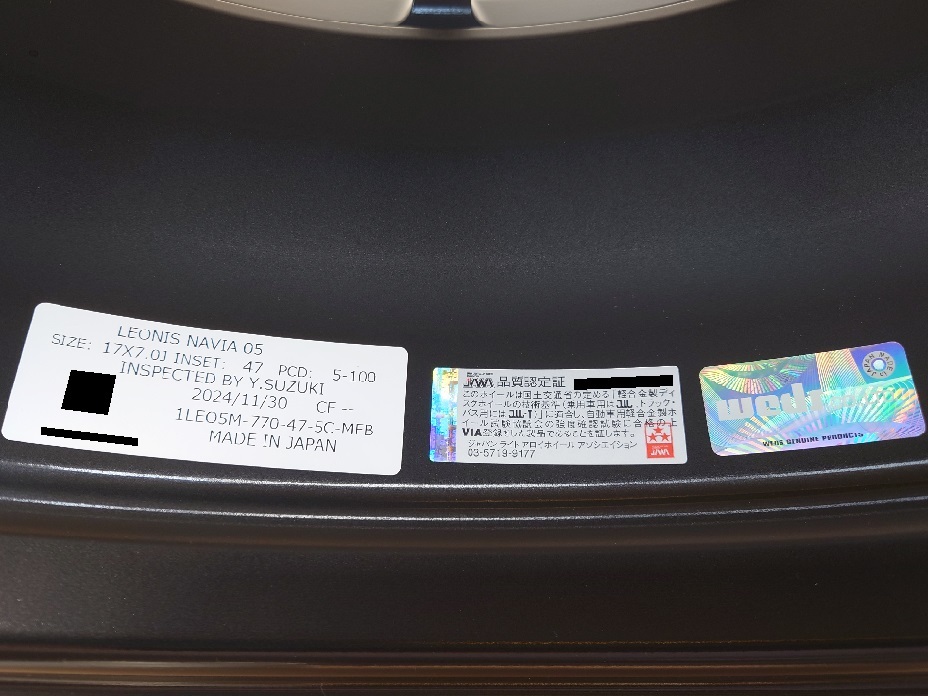 LEONIS NAVIA 05
SIZE: 17X7.0J INSET: 47 PCD: 5-100
INSPECTED BY Y.SUZUKI
2024/11/30 CF --
1LEO5M-770-47-5C-MFB
MADE IN JAPAN
JAWA 品質認定証
このホイールは国土交通省の定める「軽合金製ディ
スクホイールの技術基準(乗用車用はJWL、トラック・
バス用にはJWL-T)」に適合し、自動車用軽合金製ホ
イール試験協議会の強度確認試験に合格の上
VIA登録をした製品であることを証します。
ジャパン ライト アロイホイール アソシエイション
03-5719-9177
JAWA
weds
JAPAN MADE
WEDS GENUINE PRODUCTS